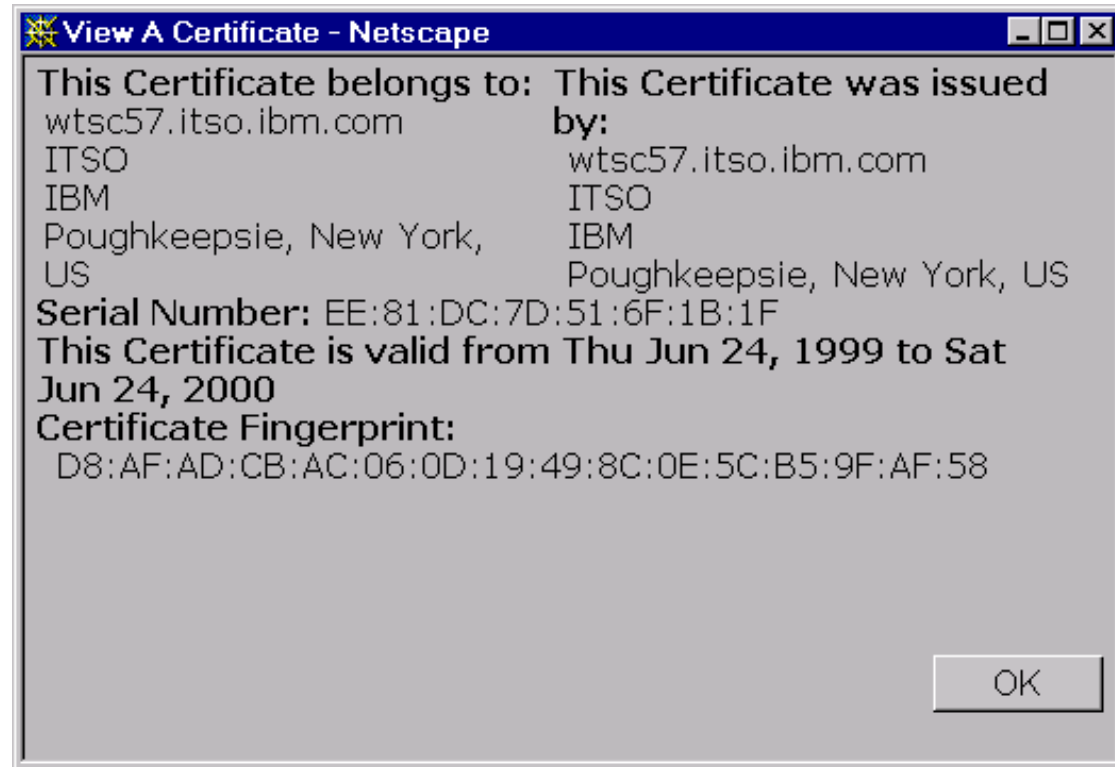 View A Certificate - Netscape
This Certificate belongs to:
wtsc57.itso.ibm.com
ITSO
IBM
Poughkeepsie, New York,
US
This Certificate was issued
by:
wtsc57.itso.ibm.com
ITSO
IBM
Poughkeepsie, New York, US
Serial Number: EE:81:DC:7D:51:6F:1B:1F
This Certificate is valid from Thu Jun 24, 1999 to Sat
Jun 24, 2000
Certificate Fingerprint:
D8:AF:AD:CB:AC:06:0D:19:49:8C:0E:5C:B5:9F:AF:58
OK